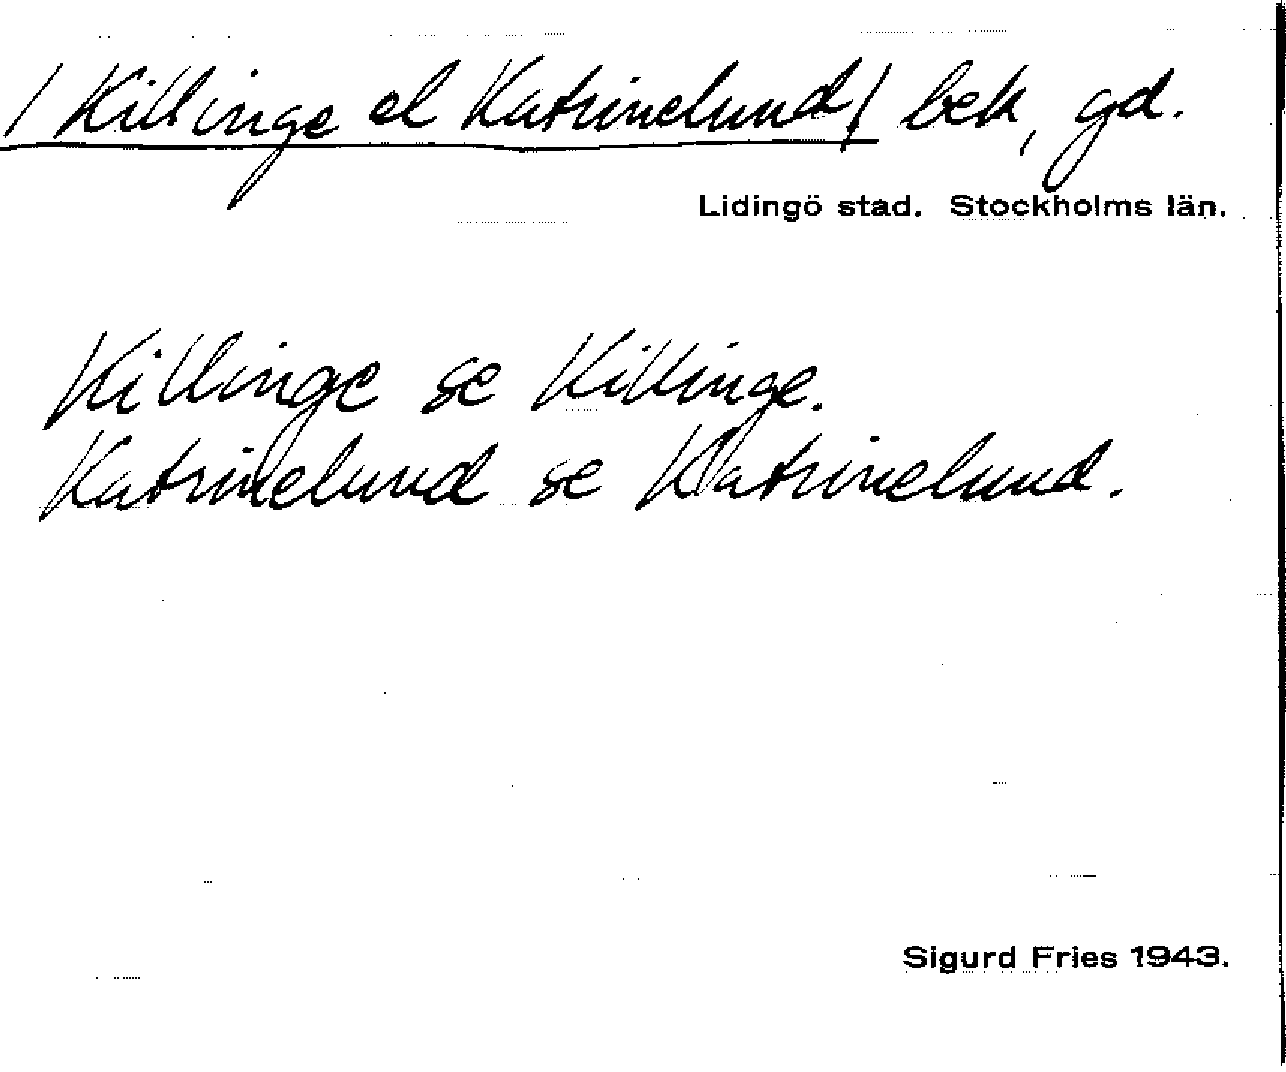 /Killinge el Katrinelund/ bek, gd.
Lidingö stad. Stockholms län.
Killinge se Killinge.
Katrinelund se Katrinelund.
Sigurd Fries 1943.